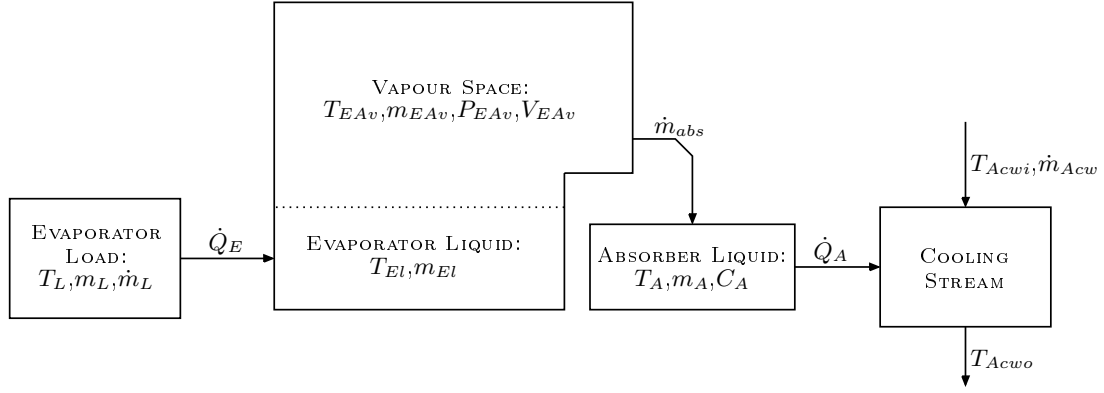 VAPOUR SPACE:
T_{EAv},m_{EAv},P_{EAv},V_{EAv}
ṁ_{abs}
T_{Acwi},ṁ_{Acw}
EVAPORATOR
LOAD:
T_L,m_L,ṁ_L
Q̇_E
EVAPORATOR LIQUID:
T_{El},m_{El}
ABSORBER LIQUID:
T_A,m_A,C_A
Q̇_A
COOLING
STREAM
T_{Acwo}